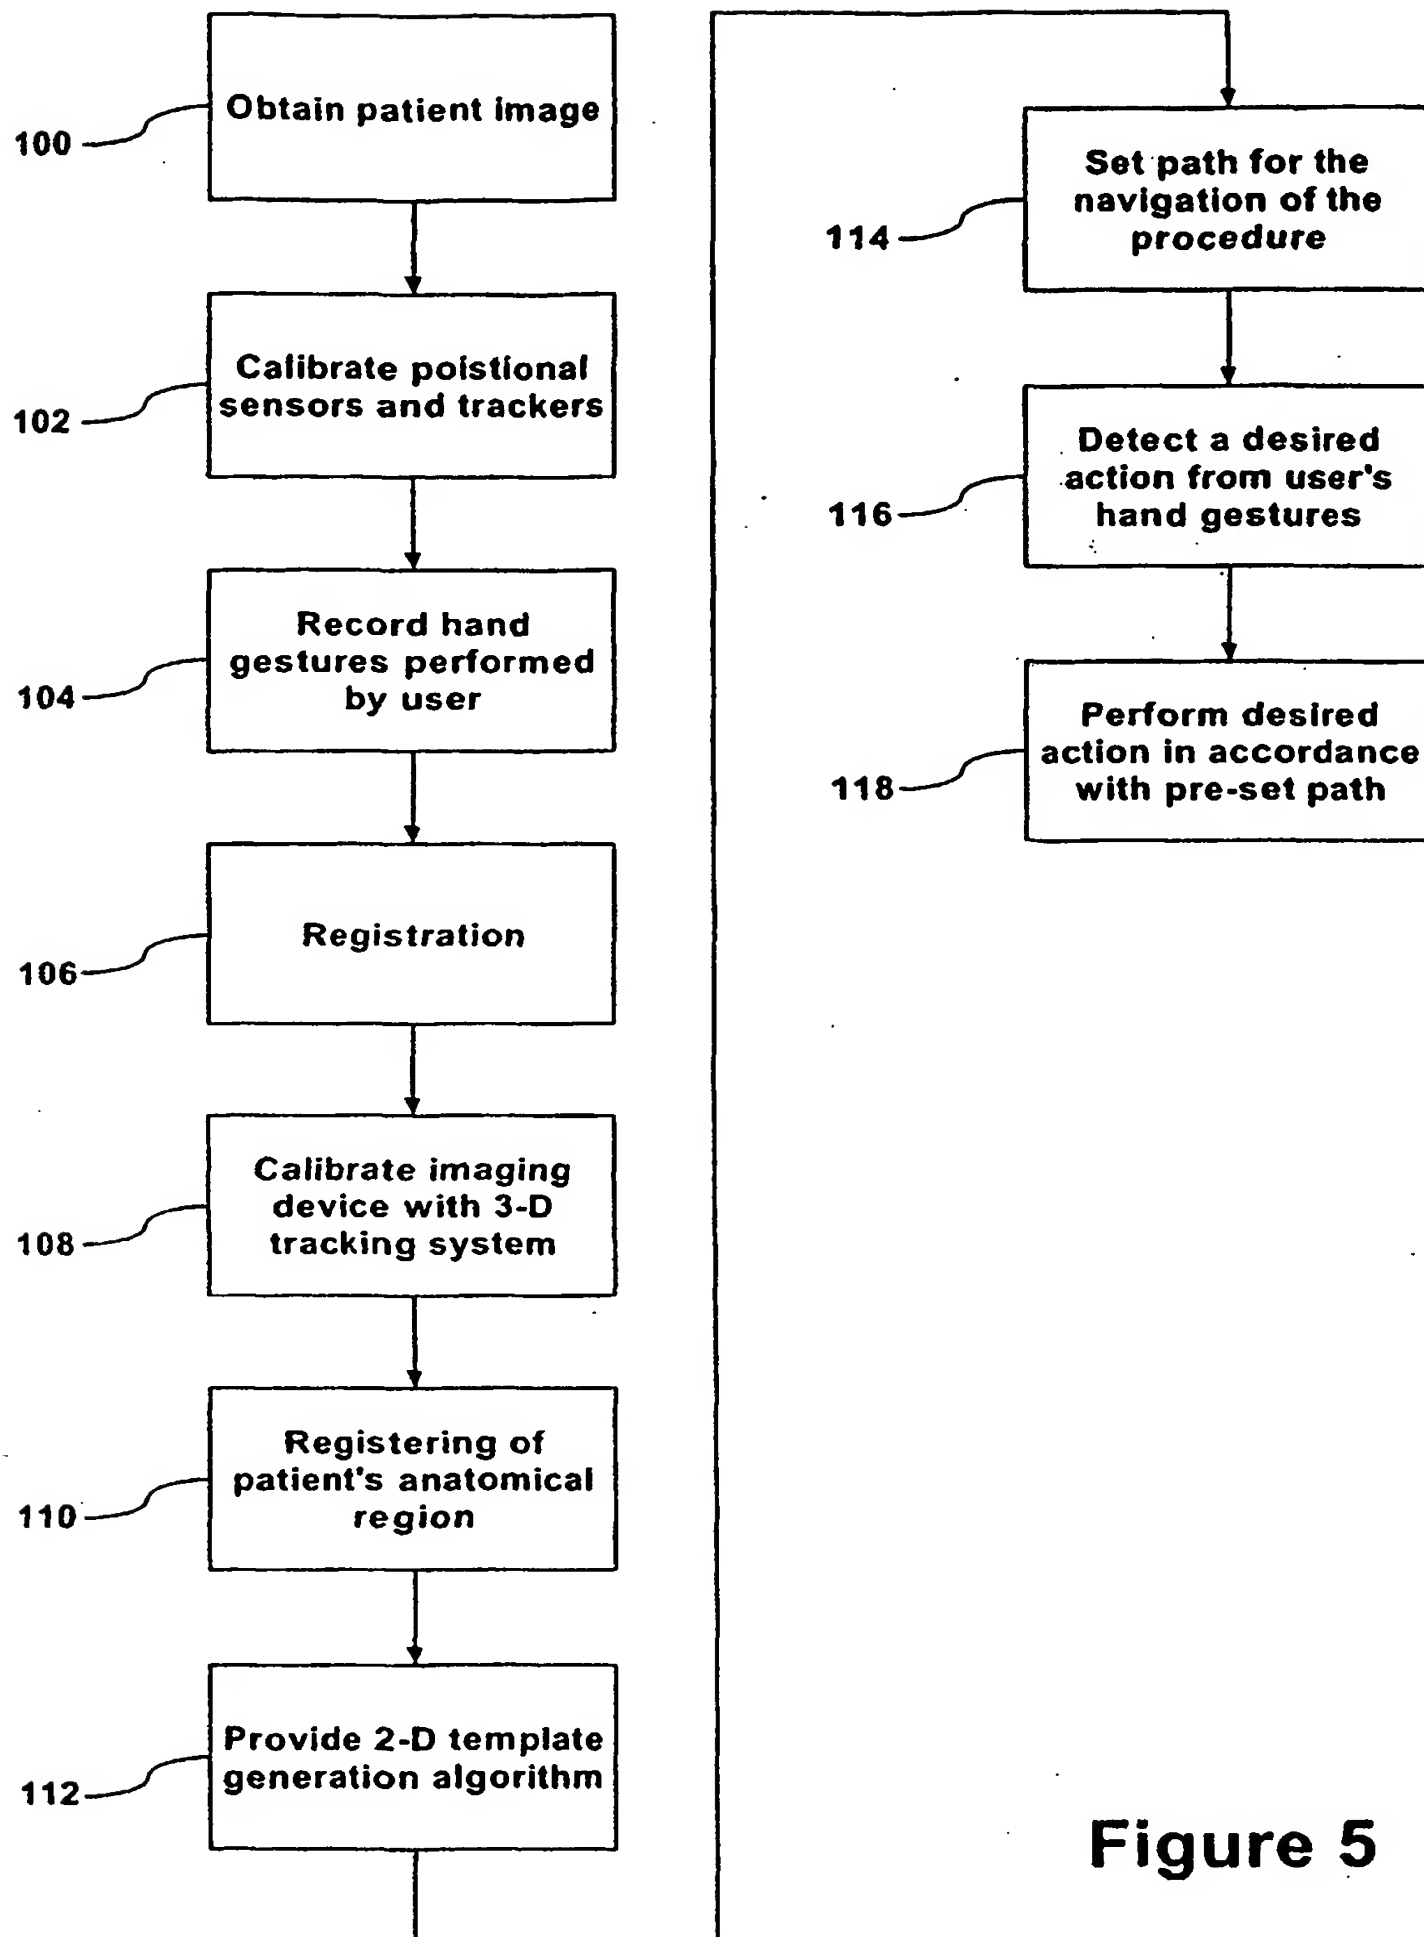 Obtain patient image
100
Calibrate poistional
sensors and trackers
102
Record hand
gestures performed
by user
104
Registration
106
Calibrate imaging
device with 3-D
tracking system
108
Registering of
patient's anatomical
region
110
Provide 2-D template
generation algorithm
112
Set path for the
navigation of the
procedure
114
Detect a desired
action from user's
hand gestures
116
Perform desired
action in accordance
with pre-set path
118
Figure 5